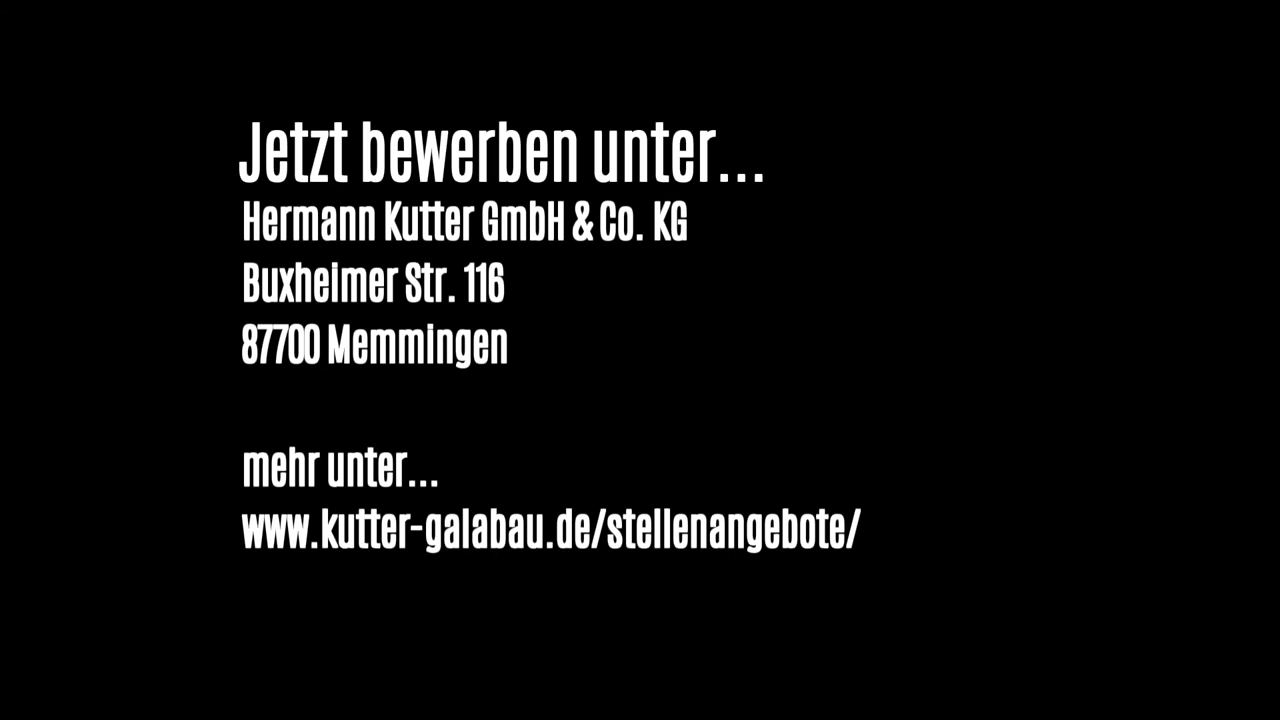 Jetzt bewerben unter...
Hermann Kutter GmbH & Co. KG
Buxheimer Str. 116
87700 Memmingen
mehr unter...
www.kutter-galabau.de/stellenangebote/